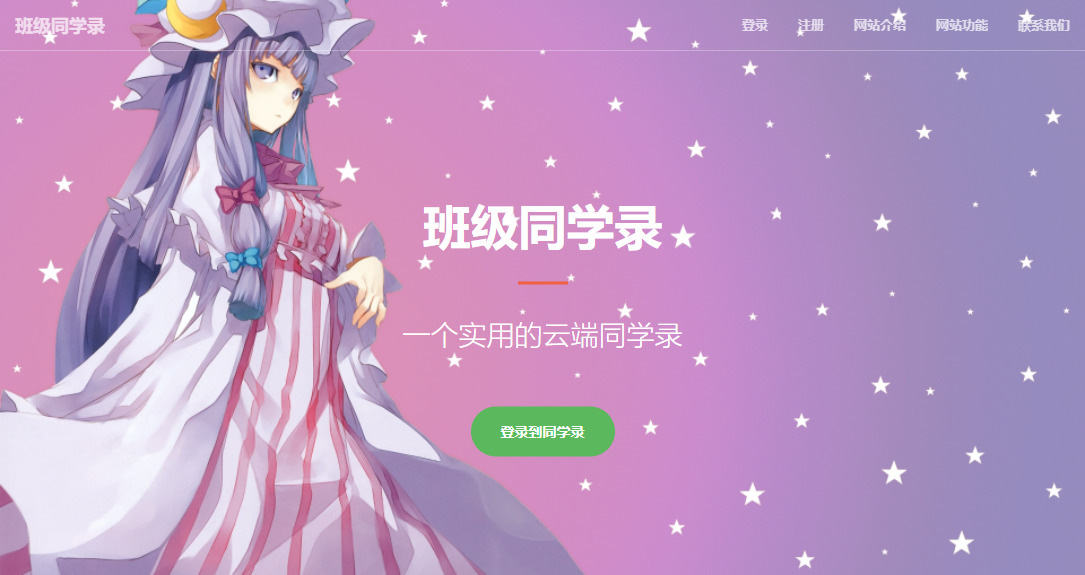 班级同学录
登录 注册 网站介绍 网站功能 联系我们
班级同学录
一个实用的云端同学录
登录到同学录